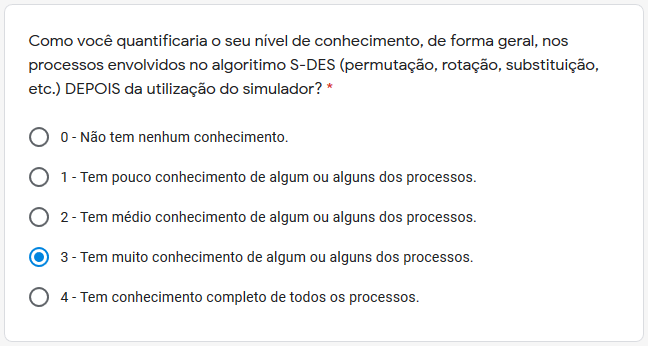 Como você quantificaria o seu nível de conhecimento, de forma geral, nos
processos envolvidos no algoritimo S-DES (permutação, rotação, substituição,
etc.) DEPOIS da utilização do simulador? *
0 - Não tem nenhum conhecimento.
1 - Tem pouco conhecimento de algum ou alguns dos processos.
2 - Tem médio conhecimento de algum ou alguns dos processos.
3 - Tem muito conhecimento de algum ou alguns dos processos.
4 - Tem conhecimento completo de todos os processos.